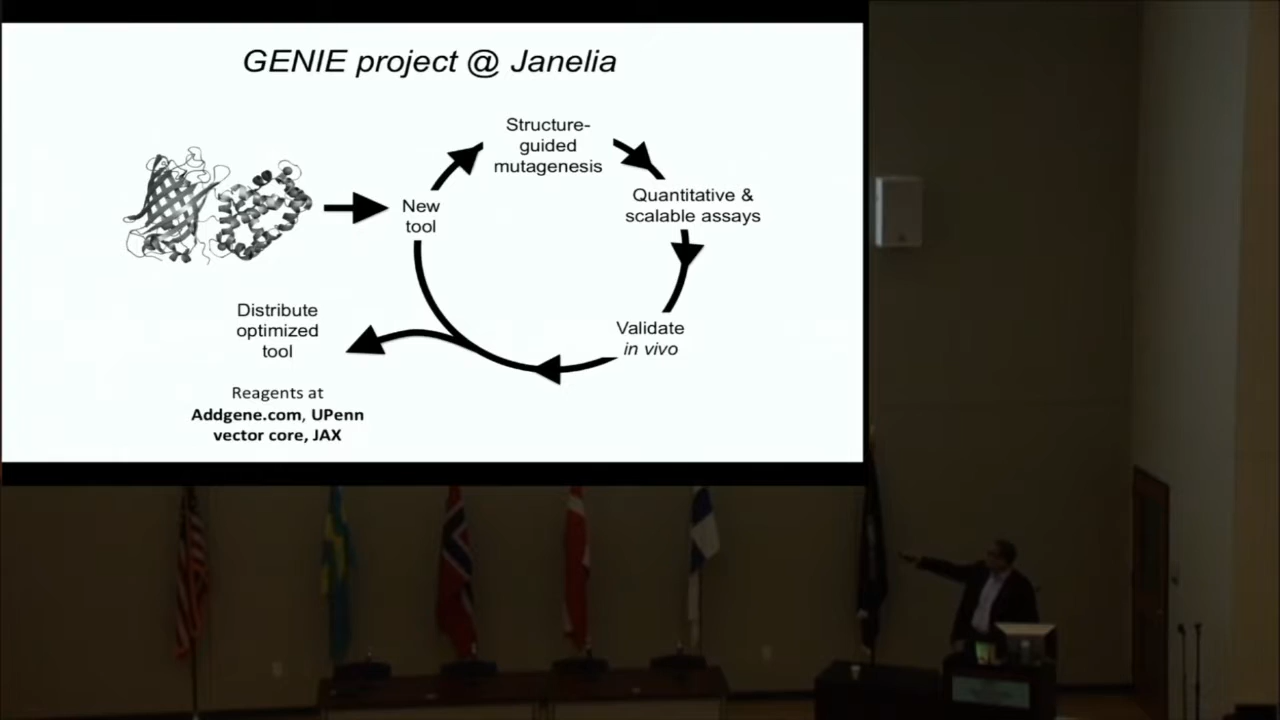 GENIE project @ Janelia
Structure-
guided
mutagenesis
Quantitative &
scalable assays
New
tool
Validate
in vivo
Distribute
optimized
tool
Reagents at
Addgene.com, UPenn
vector core, JAX